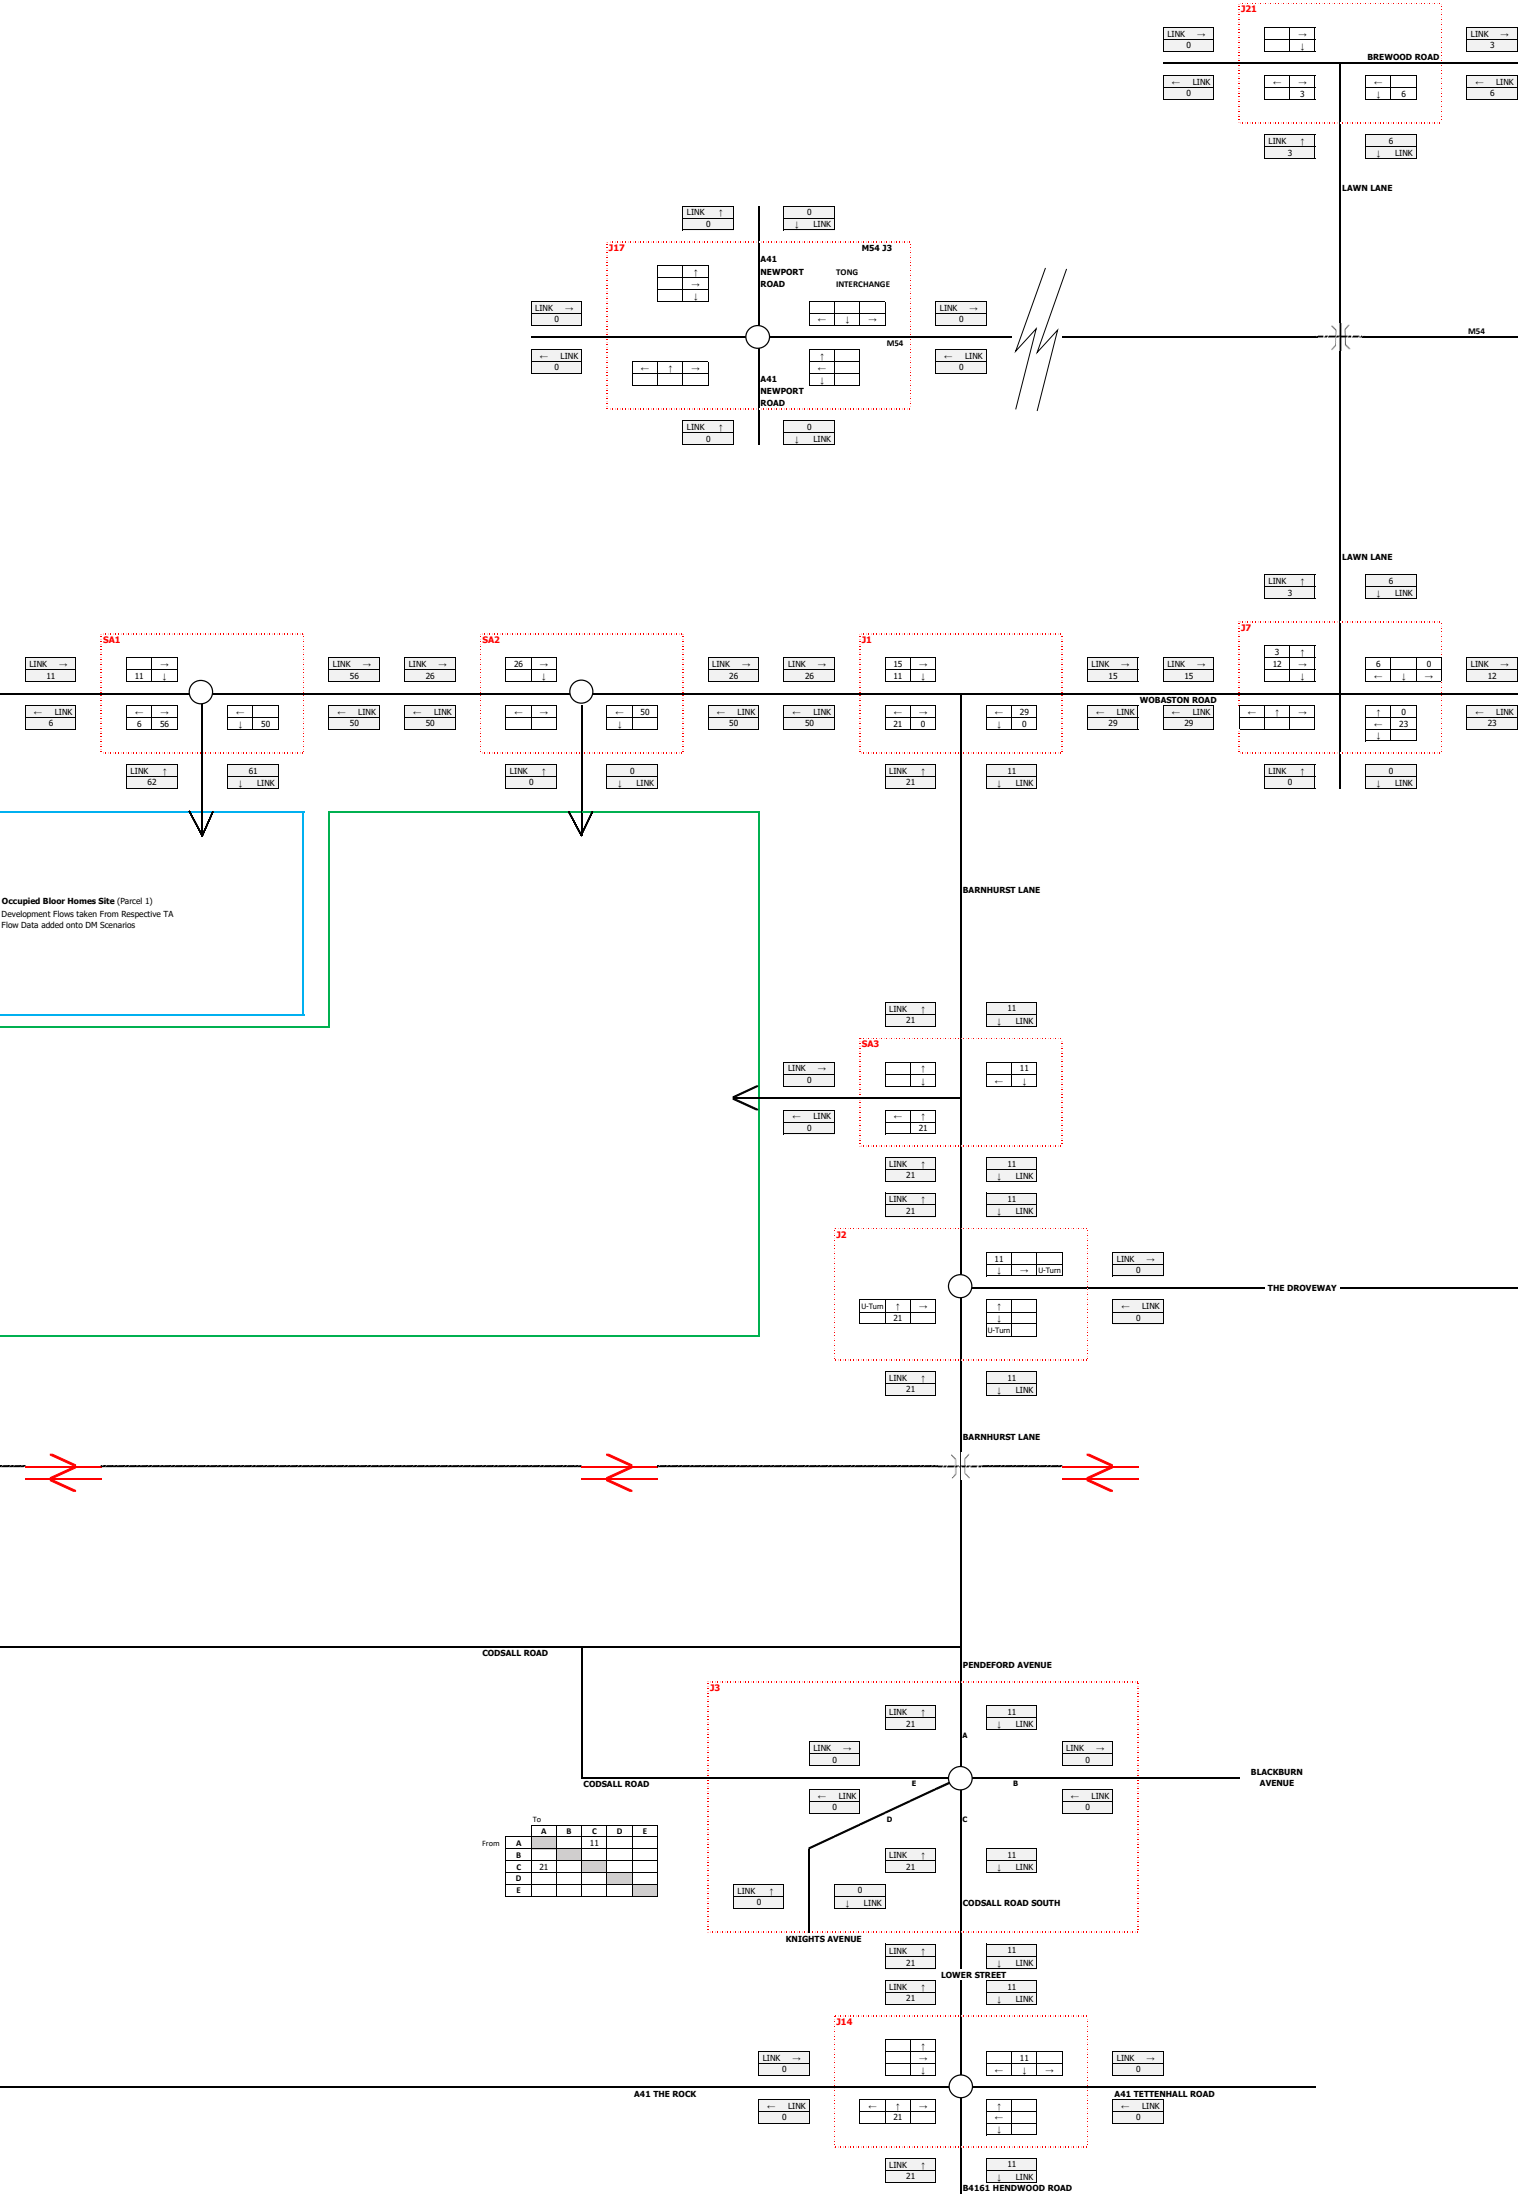 J21
LINK →
0
→
↓
BREWOOD ROAD
LINK →
3
← LINK
0
← →
3
←
↓ 6
← LINK
6
LINK ↑
3
6
↓ LINK
LAWN LANE
LINK ↑
0
0
↓ LINK
J17
M54 J3
A41
NEWPORT
ROAD
TONG
INTERCHANGE
↑
→
↓
LINK →
0
← ↓ →
LINK →
0
M54
M54
← LINK
0
← ↑ →
↑
←
↓
← LINK
0
A41
NEWPORT
ROAD
LINK ↑
0
0
↓ LINK
LAWN LANE
LINK ↑
3
6
↓ LINK
SA1
LINK →
11
→
11 ↓
LINK →
56
← LINK
6
← →
6 56
←
↓ 50
← LINK
50
LINK ↑
62
61
↓ LINK
SA2
LINK →
26
26 →
↓
LINK →
26
← LINK
50
← →
← 50
↓
← LINK
50
LINK ↑
0
0
↓ LINK
J1
LINK →
26
15 →
11 ↓
LINK →
15
← LINK
50
← →
21 0
← 29
↓ 0
← LINK
29
LINK ↑
21
11
↓ LINK
WOBASTON ROAD
J7
LINK →
15
3 ↑
12 →
↓
6 0
← ↓ →
LINK →
12
← LINK
29
← ↑ →
↑ 0
← 23
↓
← LINK
23
LINK ↑
0
0
↓ LINK
Occupied Bloor Homes Site (Parcel 1)
Development Flows taken From Respective TA
Flow Data added onto DM Scenarios
BARNHURST LANE
LINK ↑
21
11
↓ LINK
SA3
LINK →
0
↑
↓
11
← ↓
← LINK
0
← ↑
21
LINK ↑
21
11
↓ LINK
LINK ↑
21
11
↓ LINK
J2
11
↓ → U-Turn
LINK →
0
THE DROVEWAY
U-Turn ↑ →
21
↑
↓
U-Turn
← LINK
0
LINK ↑
21
11
↓ LINK
BARNHURST LANE
CODSALL ROAD
PENDEFORD AVENUE
J3
LINK ↑
21
11
↓ LINK
A
LINK →
0
LINK →
0
BLACKBURN
AVENUE
CODSALL ROAD
E
B
← LINK
0
← LINK
0
D
C
To
A B C D E
From A 11
B
C 21
D
E
LINK ↑
21
11
↓ LINK
LINK ↑
0
0
↓ LINK
CODSALL ROAD SOUTH
KNIGHTS AVENUE
LINK ↑
21
11
↓ LINK
LOWER STREET
LINK ↑
21
11
↓ LINK
J14
LINK →
0
↑
→
↓
11
← ↓ →
LINK →
0
A41 THE ROCK
A41 TETTENHALL ROAD
← LINK
0
← ↑ →
21
↑
←
↓
← LINK
0
LINK ↑
21
11
↓ LINK
B4161 HENDWOOD ROAD